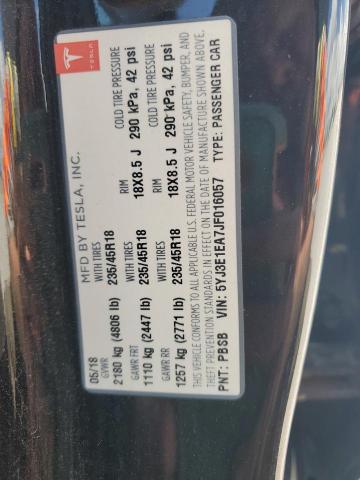 TESLA
MFD BY TESLA, INC.
05/18
GVWR WITH TIRES RIM COLD TIRE PRESSURE
2180 kg (4806 lb) 235/45R18 18X8.5 J 290 kPa, 42 psi
GAWR FRT WITH TIRES RIM COLD TIRE PRESSURE
1110 kg (2447 lb) 235/45R18 18X8.5 J 290 kPa, 42 psi
GAWR RR
1257 kg (2771 lb) 235/45R18
THIS VEHICLE CONFORMS TO ALL APPLICABLE U.S. FEDERAL MOTOR VEHICLE SAFETY, BUMPER, AND
THEFT PREVENTION STANDARDS IN EFFECT ON THE DATE OF MANUFACTURE SHOWN ABOVE.
PNT: PBSB VIN: 5YJ3E1EA7JF016057 TYPE: PASSENGER CAR